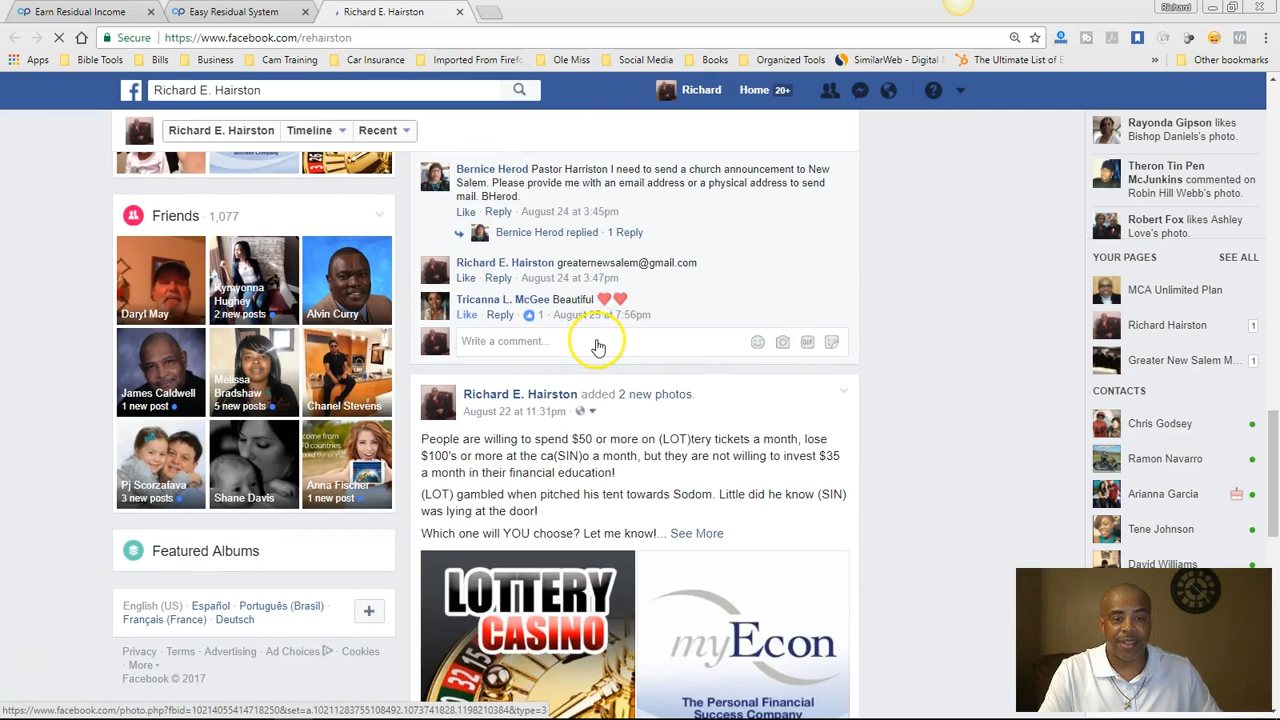 Earn Residual Income
Easy Residual System
Richard E. Hairston
Richard
Secure
https://www.facebook.com/rehairston
Apps
Bible Tools
Bills
Business
Cam Training
Car Insurance
Imported From Firefo
Ole Miss
Social Media
Books
Organized Tools
SimilarWeb - Digital M
The Ultimate List of E
»
Other bookmarks
Richard E. Hairston
Richard
Home 20+
Richard E. Hairston
Timeline
Recent
Friends · 1,077
Daryl May
Kymyonna
Hughey
2 new posts
Alvin Curry
James Caldwell
1 new post
Melissa
Bradshaw
5 new posts
Chanel Stevens
Pj Scorzafava
3 new posts
Shane Davis
come from
70 countries
Anna Fischer
1 new post
Featured Albums
English (US) · Español · Português (Brasil) ·
Français (France) · Deutsch
Privacy · Terms · Advertising · Ad Choices · Cookies
· More
Facebook © 2017
Bernice Herod Pastor Harriston I need to send a church announcement to New
Salem. Please provide me with an email address or a physical address to send
mail. BHerod.
Like · Reply · August 24 at 3:45pm
Bernice Herod replied · 1 Reply
Richard E. Hairston greaternewsalem@gmail.com
Like · Reply · August 24 at 3:47pm
Tricanna L. McGee Beautiful ❤❤
Like · Reply · 1 · August 25 at 7:56pm
Write a comment...
Richard E. Hairston added 2 new photos.
August 22 at 11:31pm ·
People are willing to spend $50 or more on (LOT)tery tickets a month, lose
$100's or more at the ca(SIN)o a month, but they are not willing to invest $35
a month in their financial education!
(LOT) gambled when pitched his tent towards Sodom. Little did he know (SIN)
was lying at the door!
Which one will YOU choose? Let me know!... See More
LOTTERY
CASINO
32 15
myEcon
The Personal Financial
Success Company
Rayonda Gipson likes
Bishop Daniels's photo.
Theron Tin Pen
McJunkins commented on
Robin Hill Webb's photo.
Robert Fox likes Ashley
Love's photo.
YOUR PAGES
SEE ALL
MCA Unlimited Plan
Richard Hairston 1
Greater New Salem M... 1
CONTACTS
Chris Godsey
Ramon Navarro
Arianna Garcia
Tene Johnson
David Williams
https://www.facebook.com/photo.php?fbid=10214055414718250&set=a.10211283755108492.1073741828.1198210384&type=3